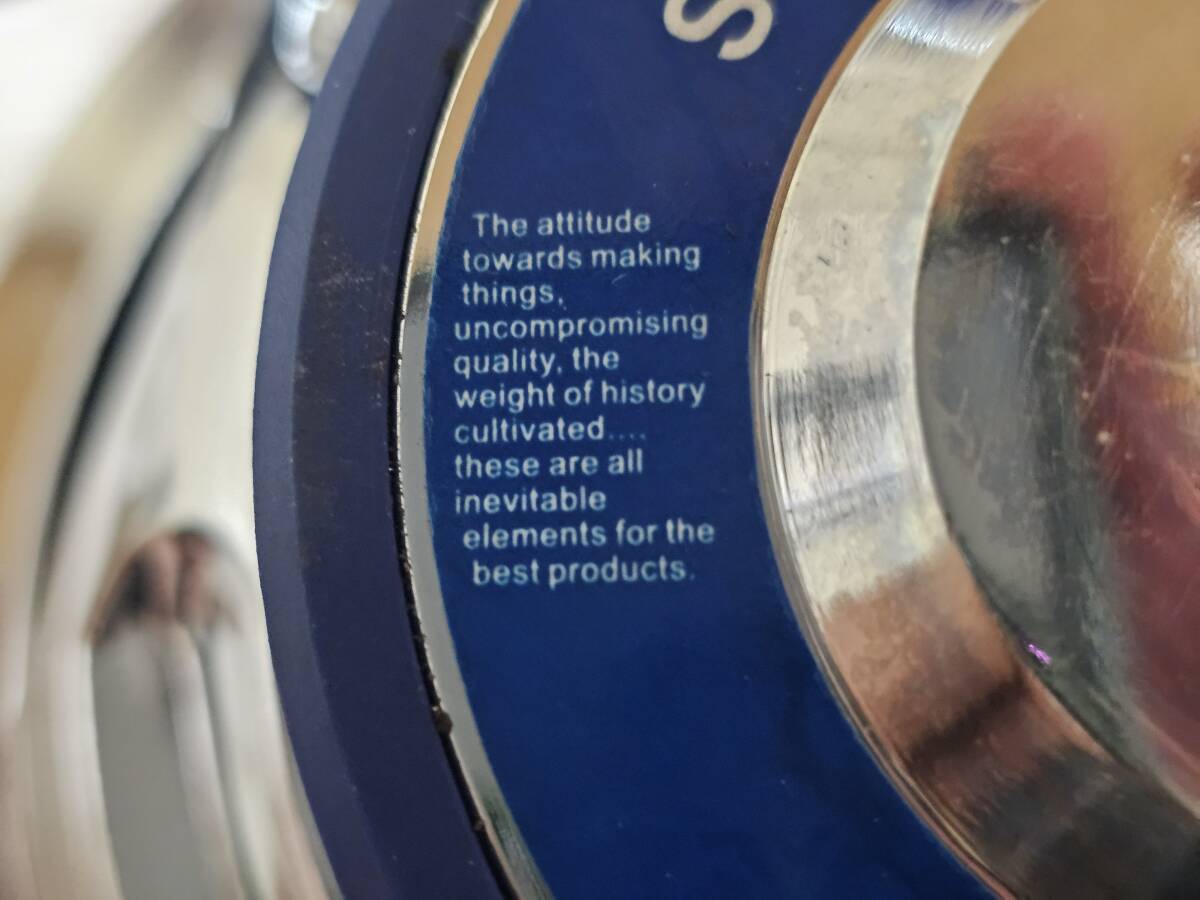 S
The attitude
towards making
things,
uncompromising
quality, the
weight of history
cultivated....
these are all
inevitable
elements for the
best products.